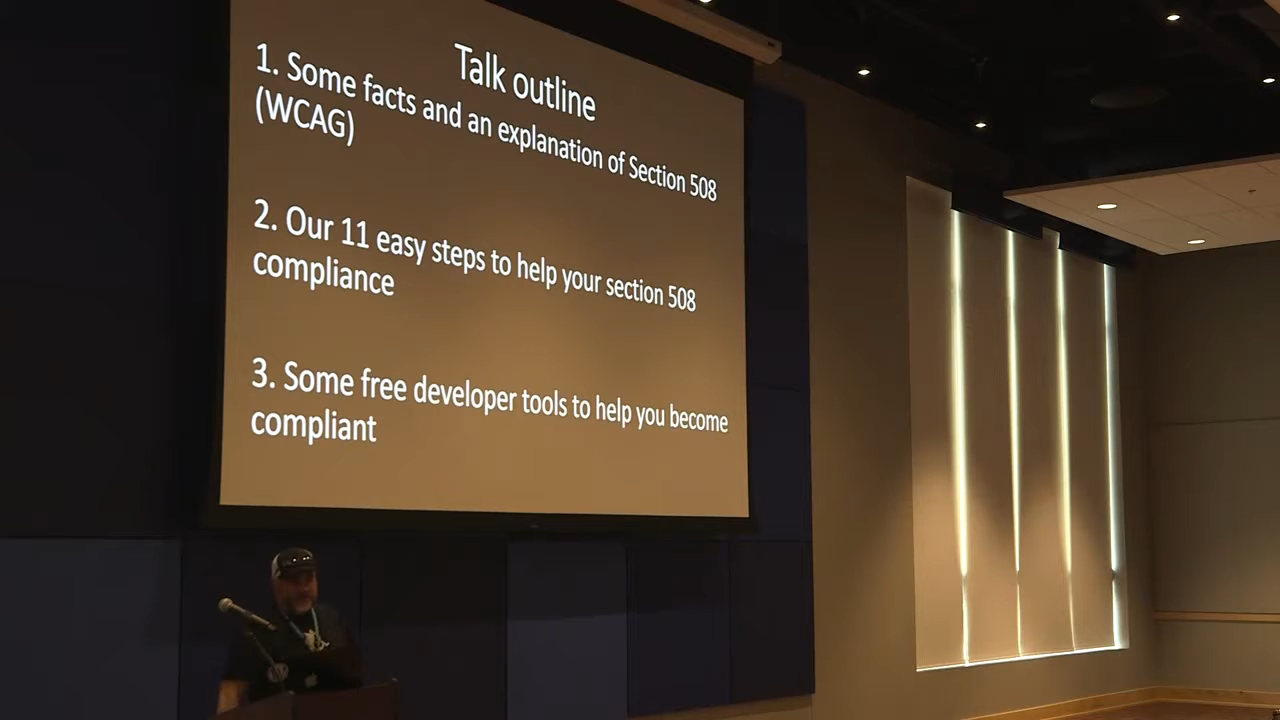 Talk outline
1. Some facts and an explanation of Section 508
(WCAG)
2. Our 11 easy steps to help your section 508
compliance
3. Some free developer tools to help you become
compliant